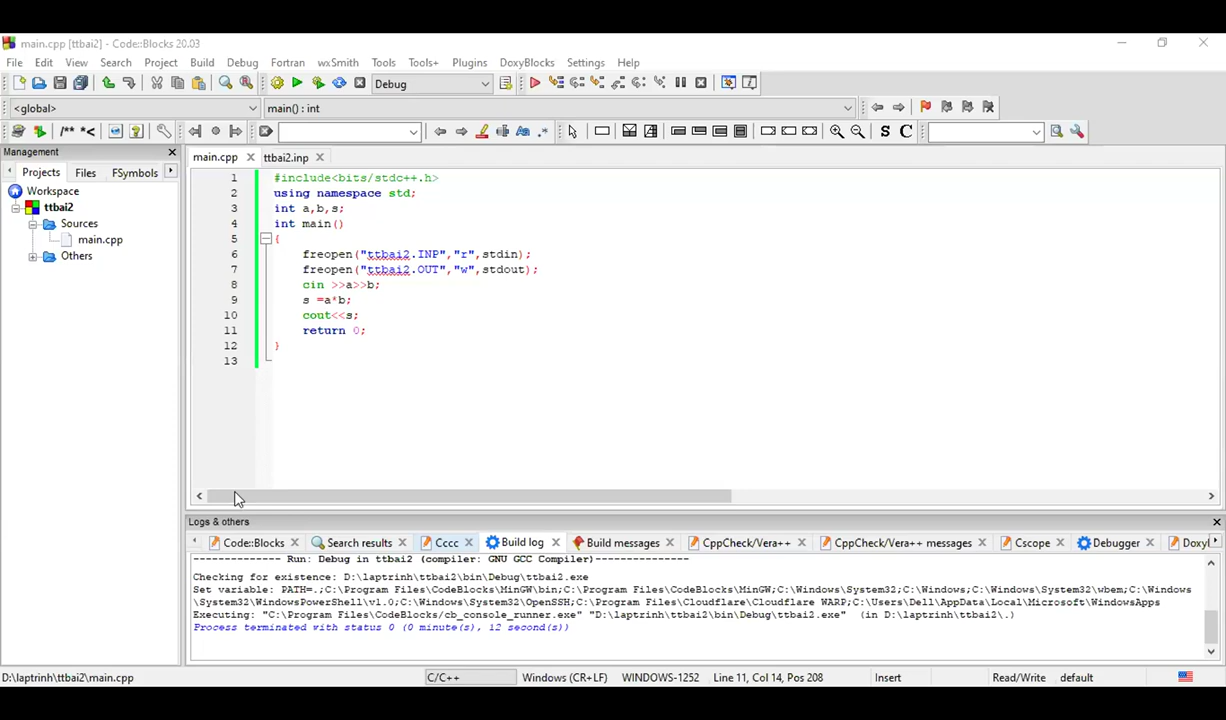 main.cpp [ttbai2] - Code::Blocks 20.03
File Edit View Search Project Build Debug Fortran wxSmith Tools Tools+ Plugins DoxyBlocks Settings Help
Debug
<global> main() : int
/** *< Aa .* S C
Management
Projects Files FSymbols
Workspace
ttbai2
Sources
main.cpp
Others
main.cpp ttbai2.inp
1 #include<bits/stdc++.h>
2 using namespace std;
3 int a,b,s;
4 int main()
5 {
6 freopen("ttbai2.INP","r",stdin);
7 freopen("ttbai2.OUT","w",stdout);
8 cin >>a>>b;
9 s =a*b;
10 cout<<s;
11 return 0;
12 }
13
Logs & others
Code::Blocks Search results Cccc Build log Build messages CppCheck/Vera++ CppCheck/Vera++ messages Cscope Debugger Doxyl
-------------- Run: Debug in ttbai2 (compiler: GNU GCC Compiler)---------------
Checking for existence: D:\laptrinh\ttbai2\bin\Debug\ttbai2.exe
Set variable: PATH=.;C:\Program Files\CodeBlocks\MinGW\bin;C:\Program Files\CodeBlocks\MinGW;C:\Windows\System32;C:\Windows;C:\Windows\System32\wbem;C:\Windows
\System32\WindowsPowerShell\v1.0;C:\Windows\System32\OpenSSH;C:\Program Files\Cloudflare\Cloudflare WARP;C:\Users\Dell\AppData\Local\Microsoft\WindowsApps
Executing: "C:\Program Files\CodeBlocks/cb_console_runner.exe" "D:\laptrinh\ttbai2\bin\Debug\ttbai2.exe" (in D:\laptrinh\ttbai2\.)
Process terminated with status 0 (0 minute(s), 12 second(s))
D:\laptrinh\ttbai2\main.cpp C/C++ Windows (CR+LF) WINDOWS-1252 Line 11, Col 14, Pos 208 Insert Read/Write default